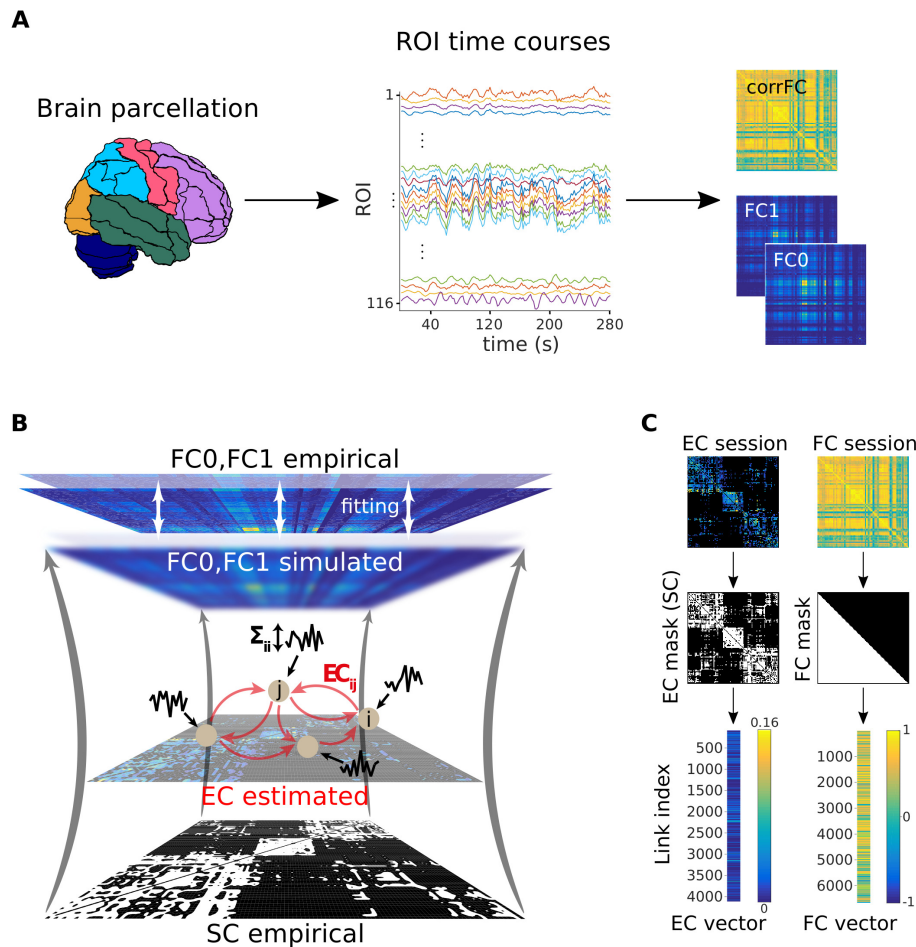 A
ROI time courses
Brain parcellation
ROI
1
116
40 120 200 280
time (s)
corrFC
FC1
FC0
B
FC0,FC1 empirical
fitting
FC0,FC1 simulated
Σii
ECij
j
i
EC estimated
SC empirical
C
EC session FC session
EC mask (SC)
FC mask
Link index
500
1000
1500
2000
2500
3000
3500
4000
0.16
0
1000
2000
3000
4000
5000
6000
1
0
-1
EC vector FC vector